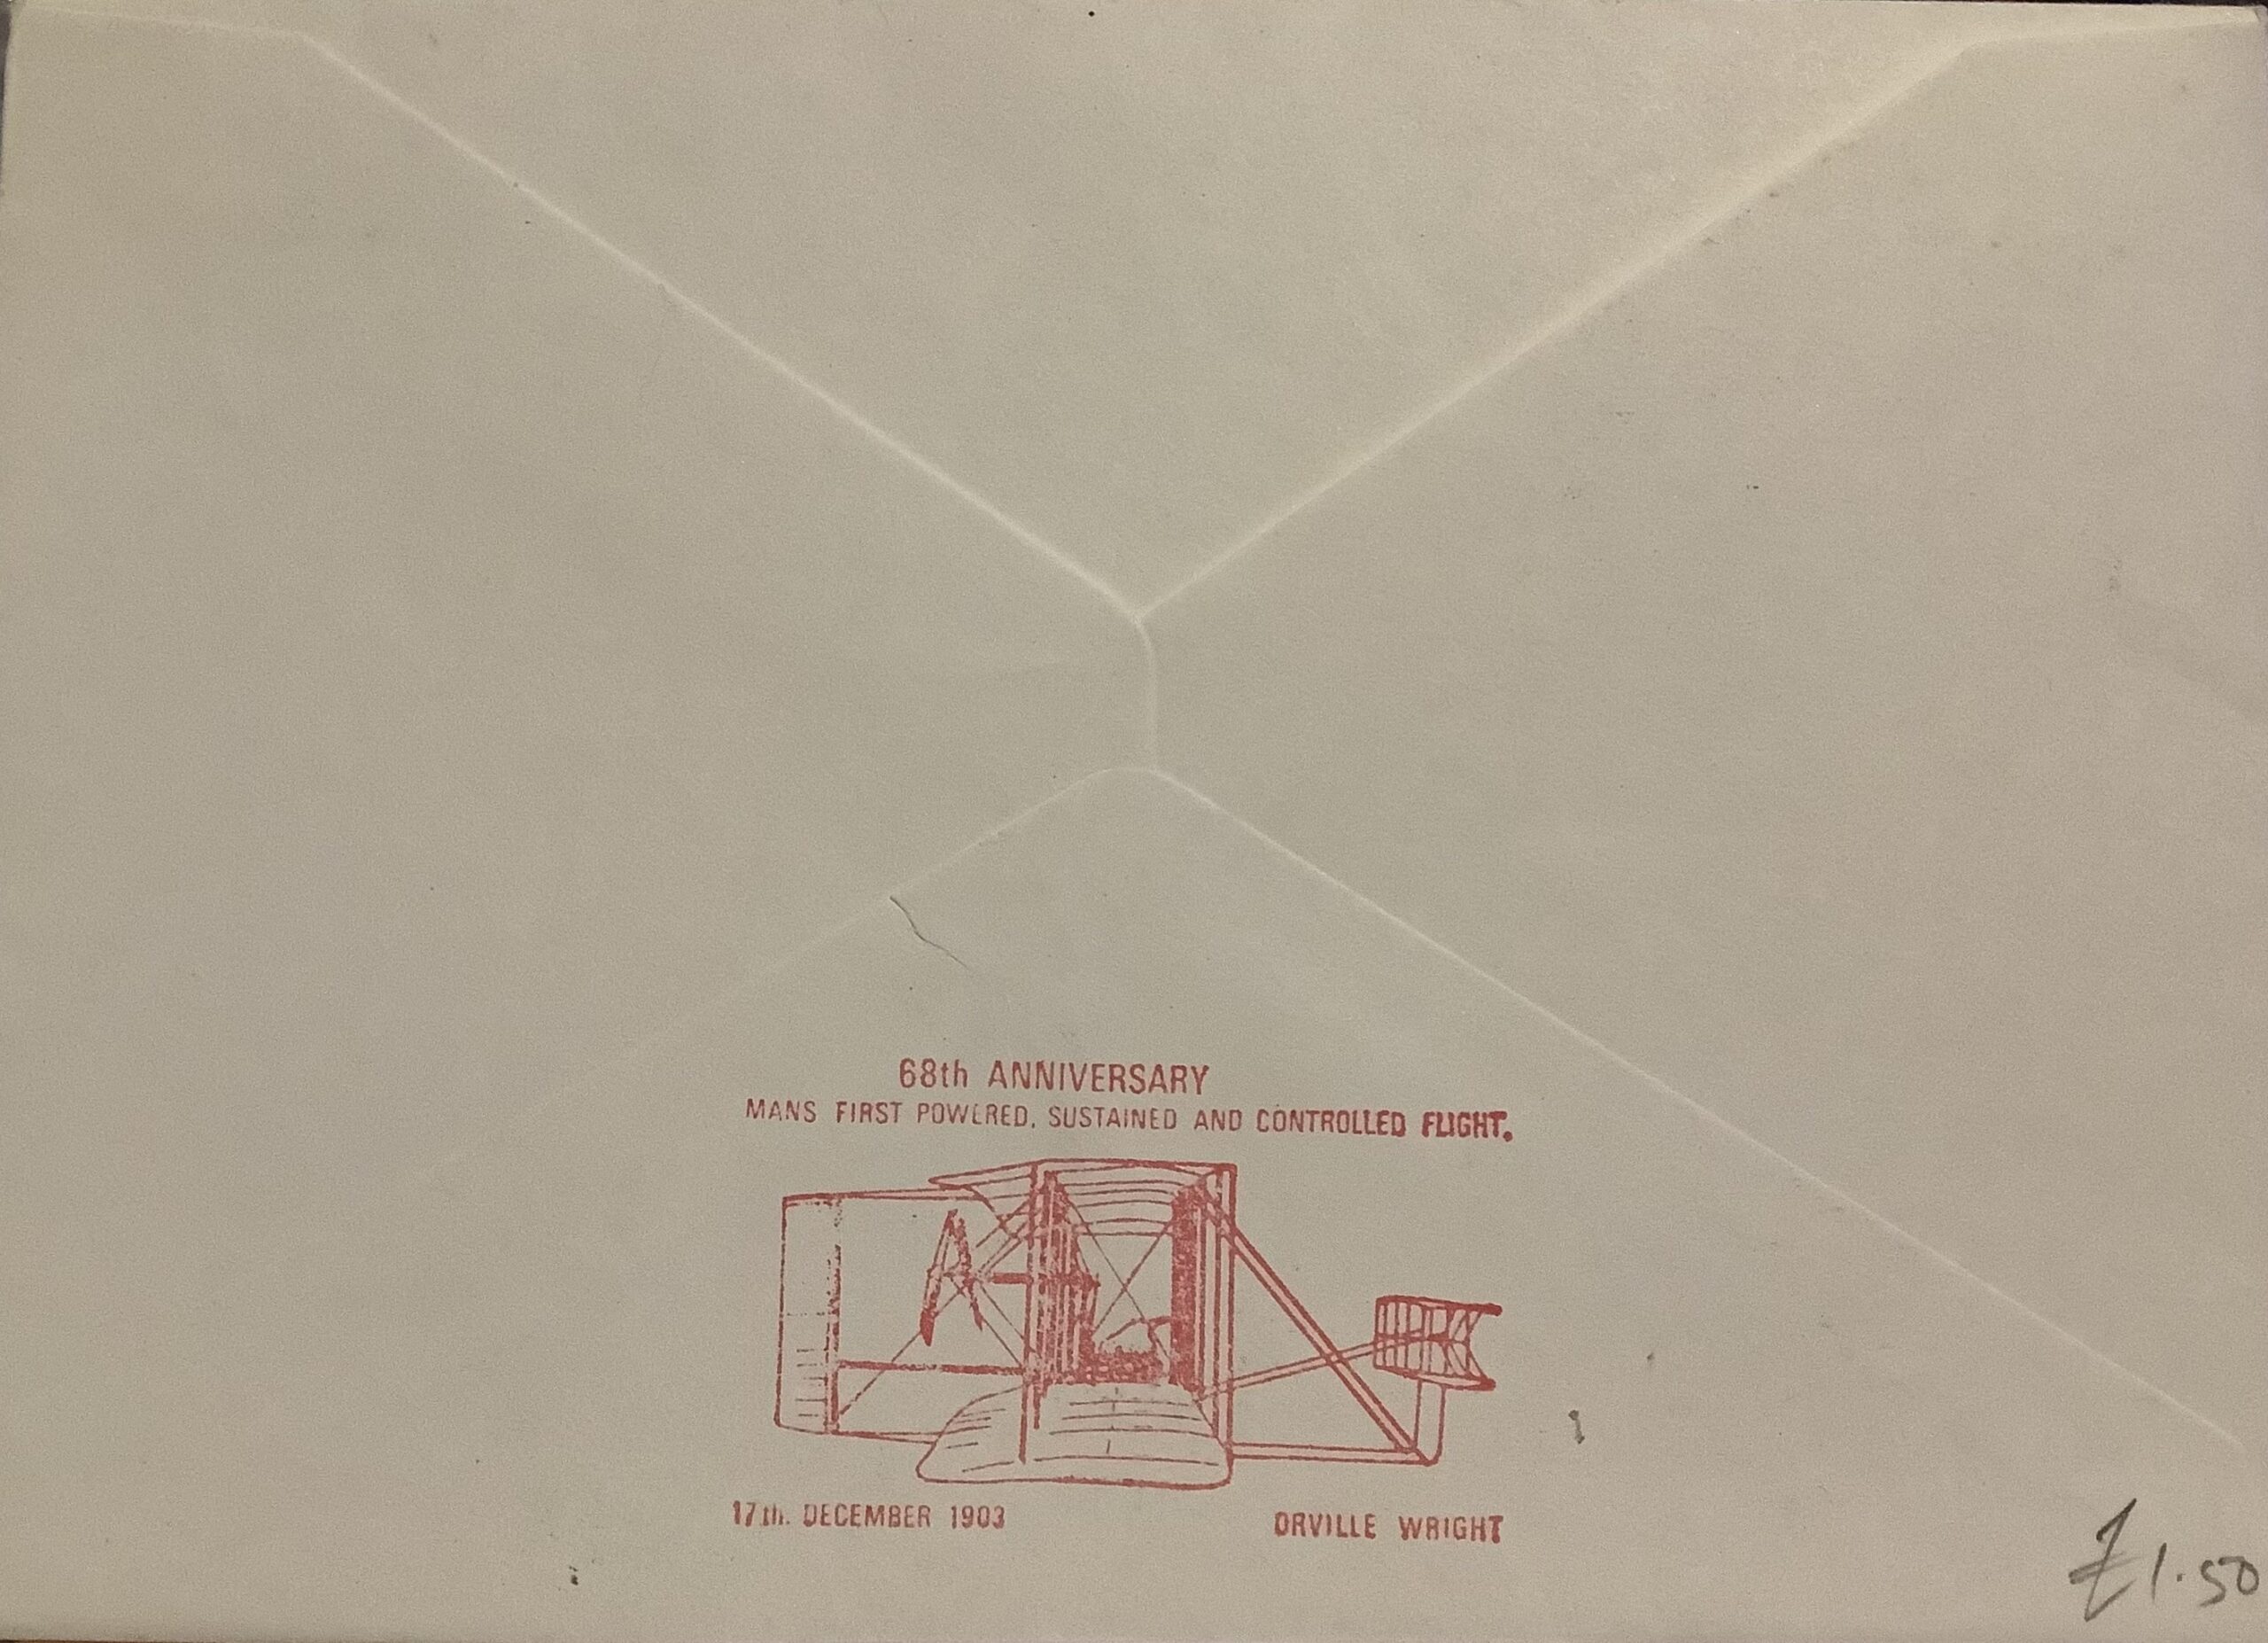 68th ANNIVERSARY
MANS FIRST POWERED, SUSTAINED AND CONTROLLED FLIGHT.
17th. DECEMBER 1903
ORVILLE WRIGHT
£1.50